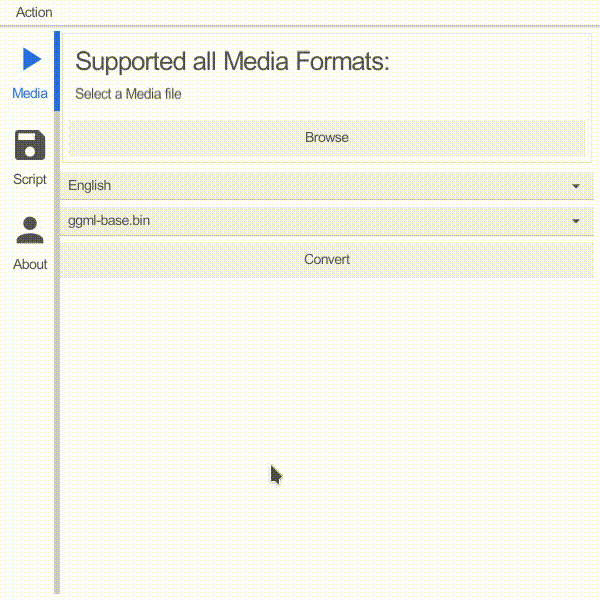 Action
Media
Script
About
Supported all Media Formats:
Select a Media file
Browse
English
ggml-base.bin
Convert